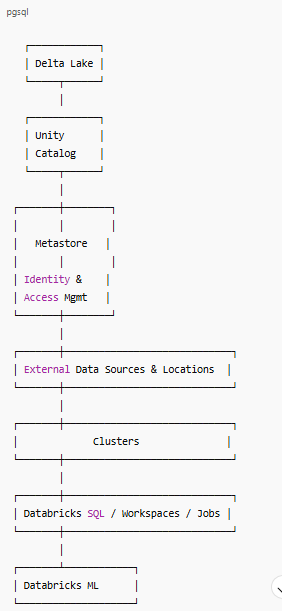 pgsql
Delta Lake
Unity
Catalog
Metastore
Identity &
Access Mgmt
External Data Sources & Locations
Clusters
Databricks SQL / Workspaces / Jobs
Databricks ML